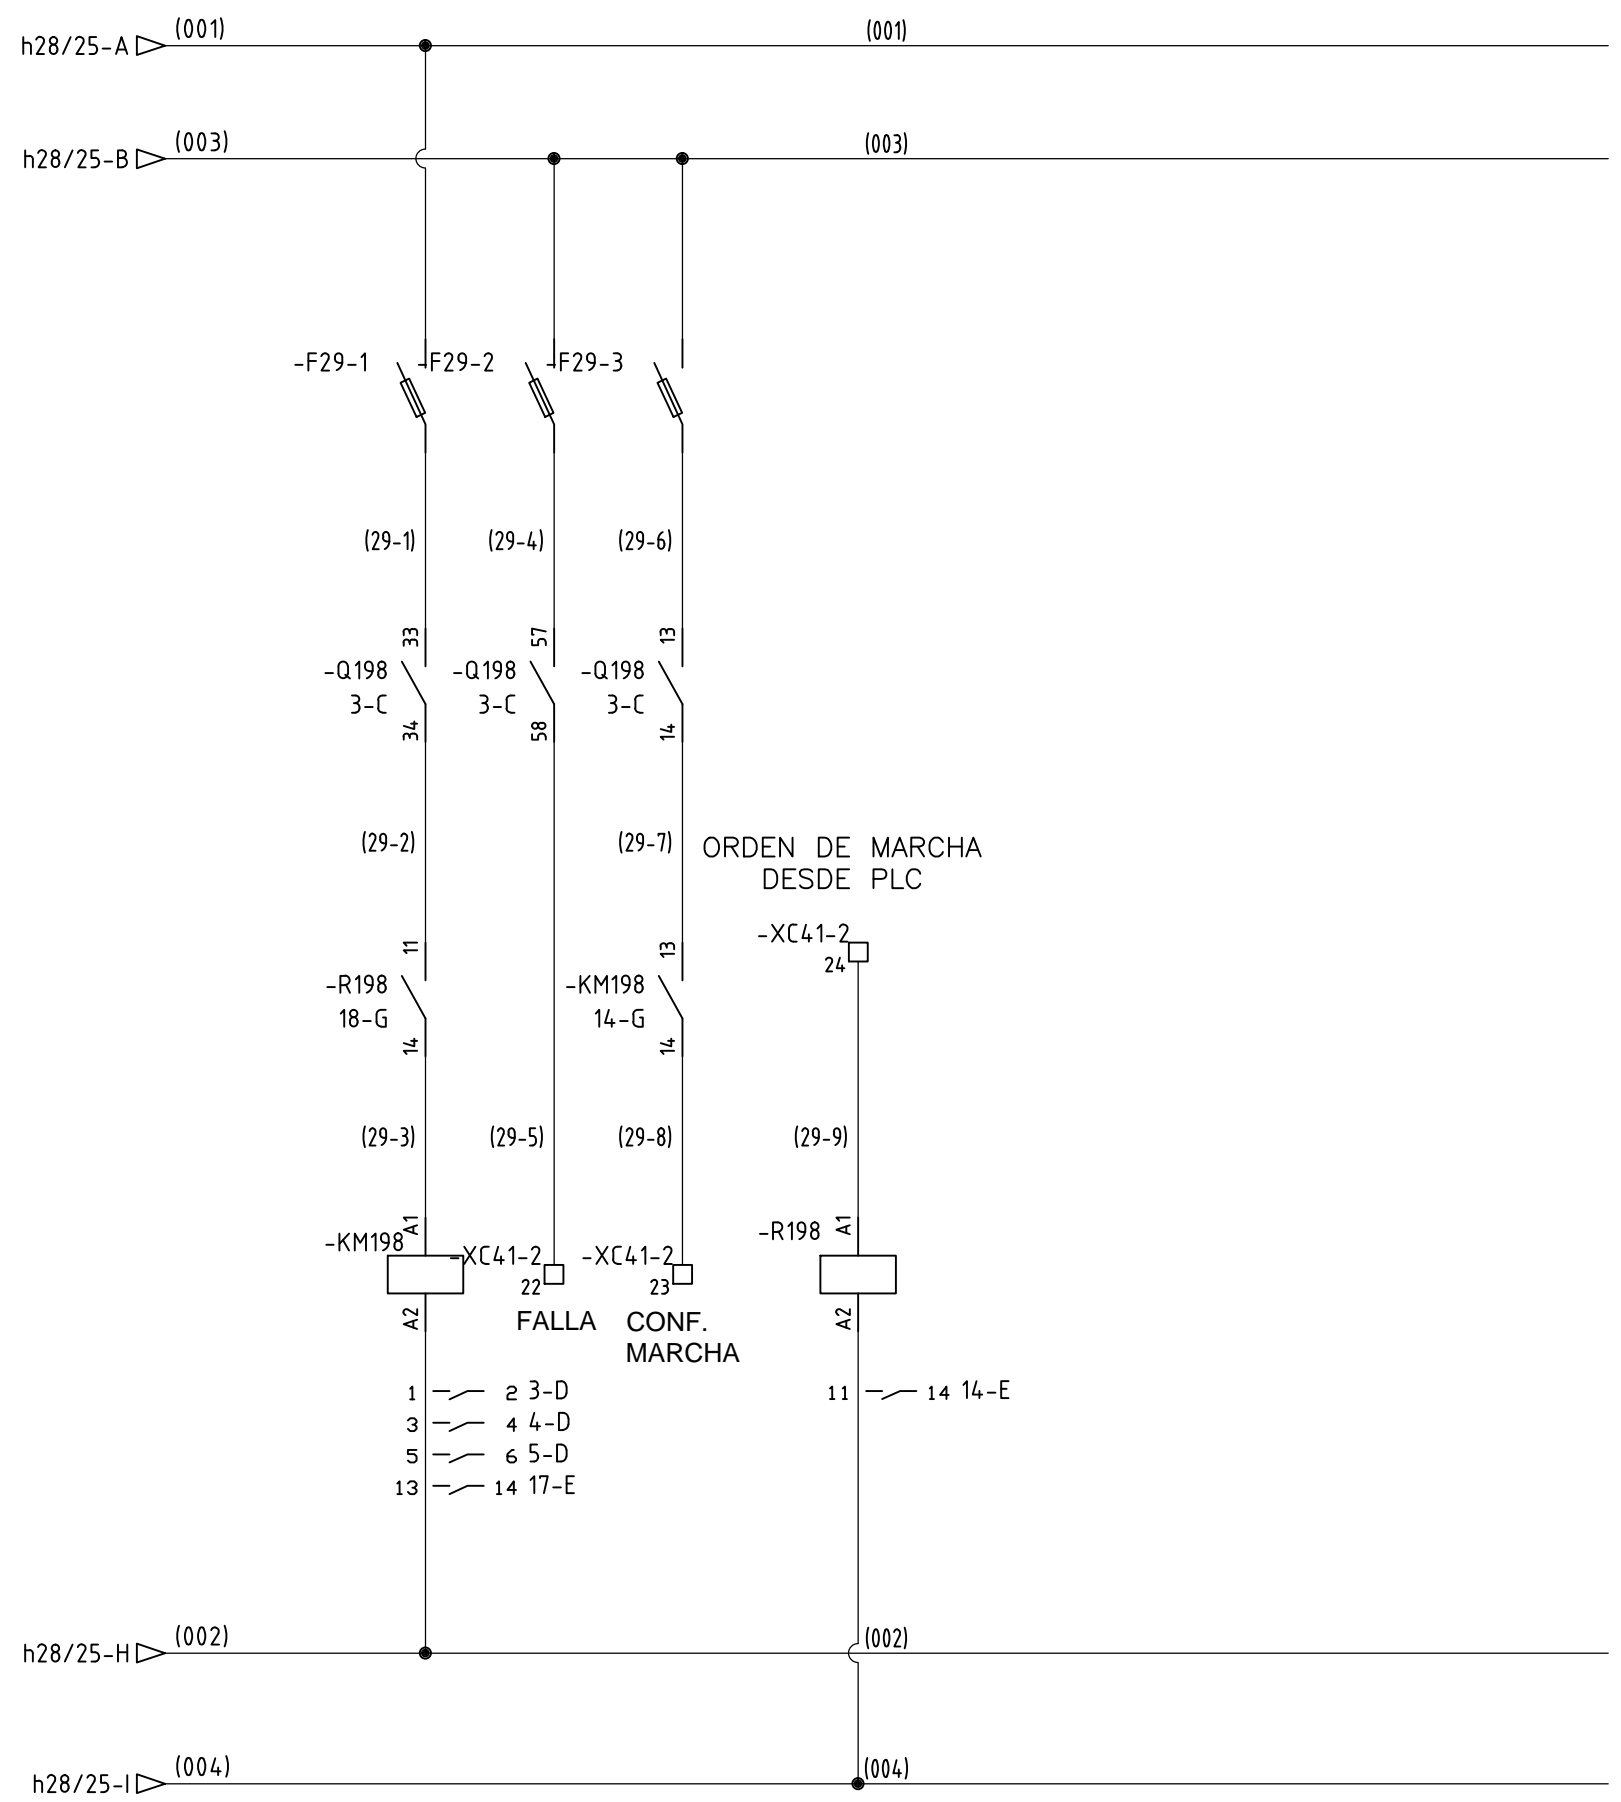 h28/25-A
(001)
(001)
h28/25-B
(003)
(003)
-F29-1
-F29-2
-F29-3
(29-1)
(29-4)
(29-6)
33
57
13
-Q198
-Q198
-Q198
3-C
3-C
3-C
34
58
14
(29-2)
(29-7)
ORDEN DE MARCHA
DESDE PLC
-XC41-2
24
11
13
-R198
-KM198
18-G
14-G
14
14
(29-3)
(29-5)
(29-8)
(29-9)
A1
A1
-KM198
-XC41-2
-XC41-2
-R198
22
23
A2
A2
FALLA
CONF.
MARCHA
1 2 3-D
11 14 14-E
3 4 4-D
5 6 5-D
13 14 17-E
h28/25-H
(002)
(002)
h28/25-I
(004)
(004)